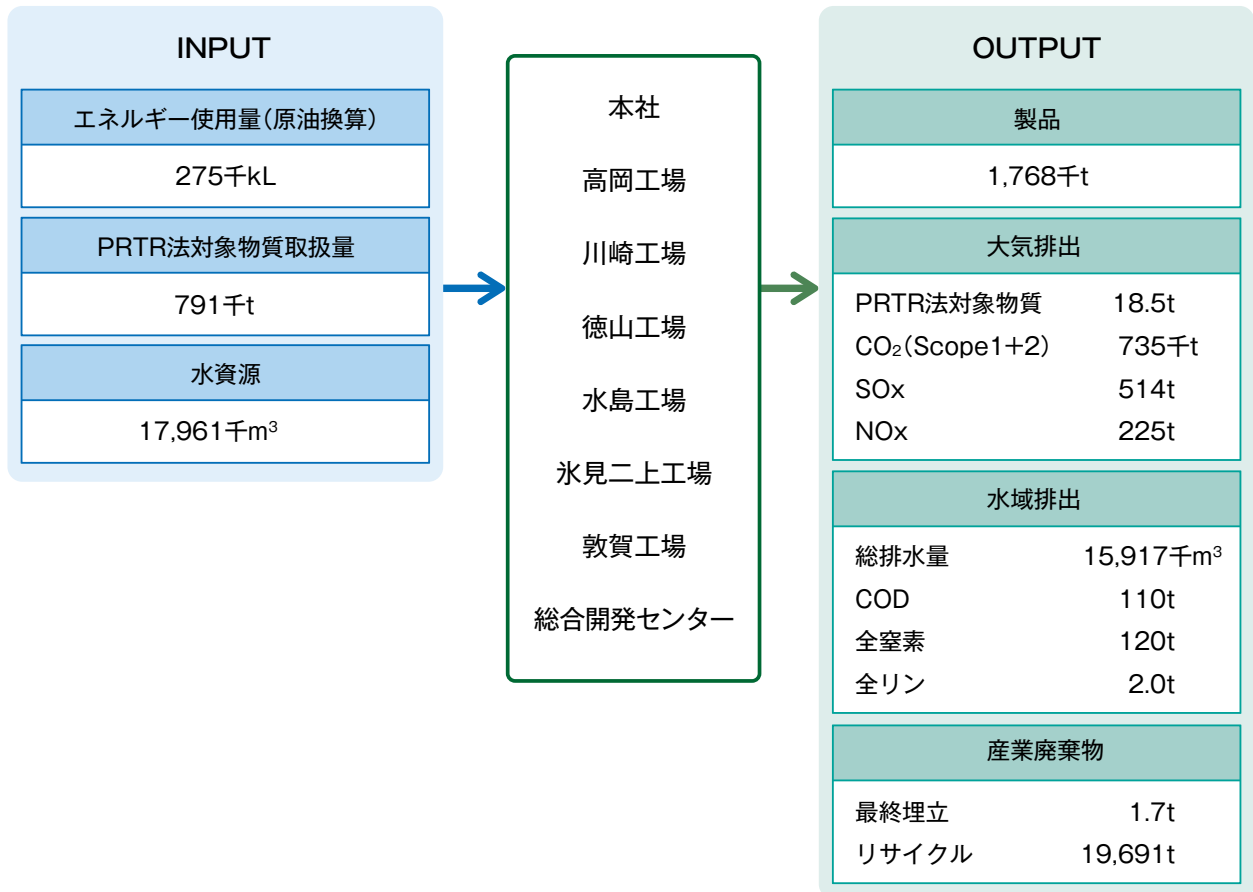 INPUT
エネルギー使用量(原油換算)
275千kL
PRTR法対象物質取扱量
791千t
水資源
17,961千m³
本社
高岡工場
川崎工場
徳山工場
水島工場
氷見二上工場
敦賀工場
総合開発センター
OUTPUT
製品
1,768千t
大気排出
PRTR法対象物質 18.5t
CO₂(Scope1+2) 735千t
SOx 514t
NOx 225t
水域排出
総排水量 15,917千m³
COD 110t
全窒素 120t
全リン 2.0t
産業廃棄物
最終埋立 1.7t
リサイクル 19,691t